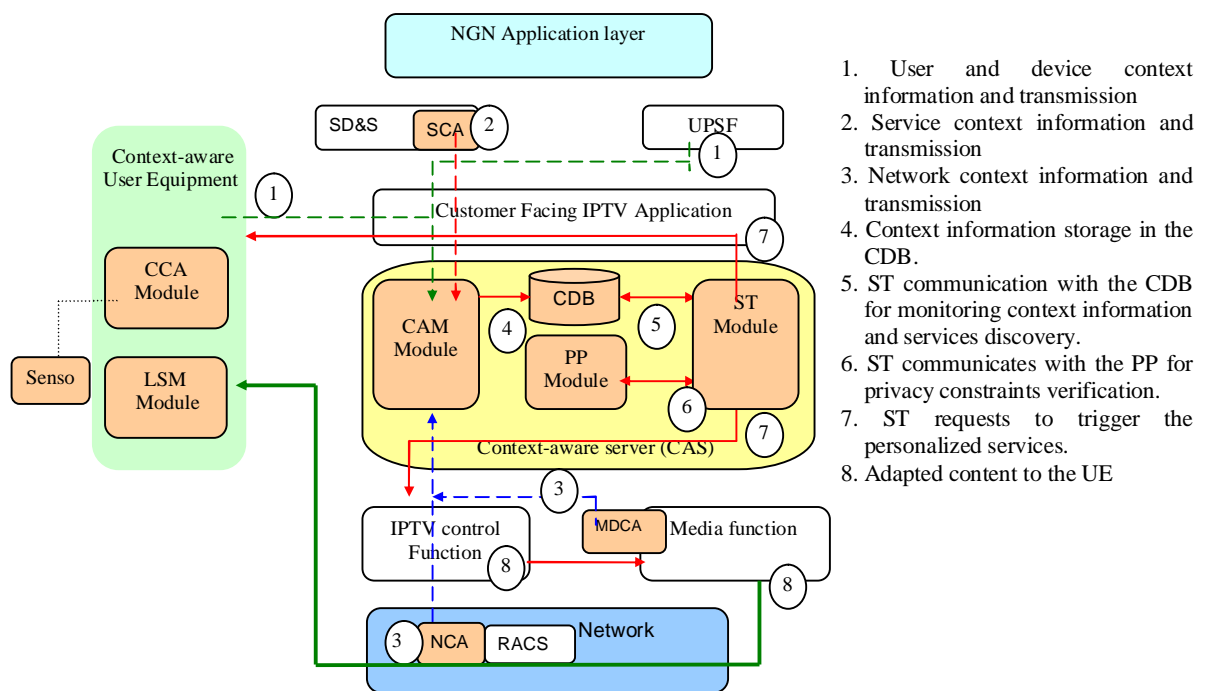 NGN Application layer
SD&S
SCA
2
UPSF
1
Context-aware
User Equipment
1
Customer Facing IPTV Application
7
CCA
Module
Senso
LSM
Module
CAM
Module
4
CDB
5
PP
Module
6
ST
Module
7
Context-aware server (CAS)
3
IPTV control
Function
8
MDCA
Media function
8
3
NCA
RACS
Network
1. User and device context
information and transmission
2. Service context information and
transmission
3. Network context information and
transmission
4. Context information storage in the
CDB.
5. ST communication with the CDB
for monitoring context information
and services discovery.
6. ST communicates with the PP for
privacy constraints verification.
7. ST requests to trigger the
personalized services.
8. Adapted content to the UE